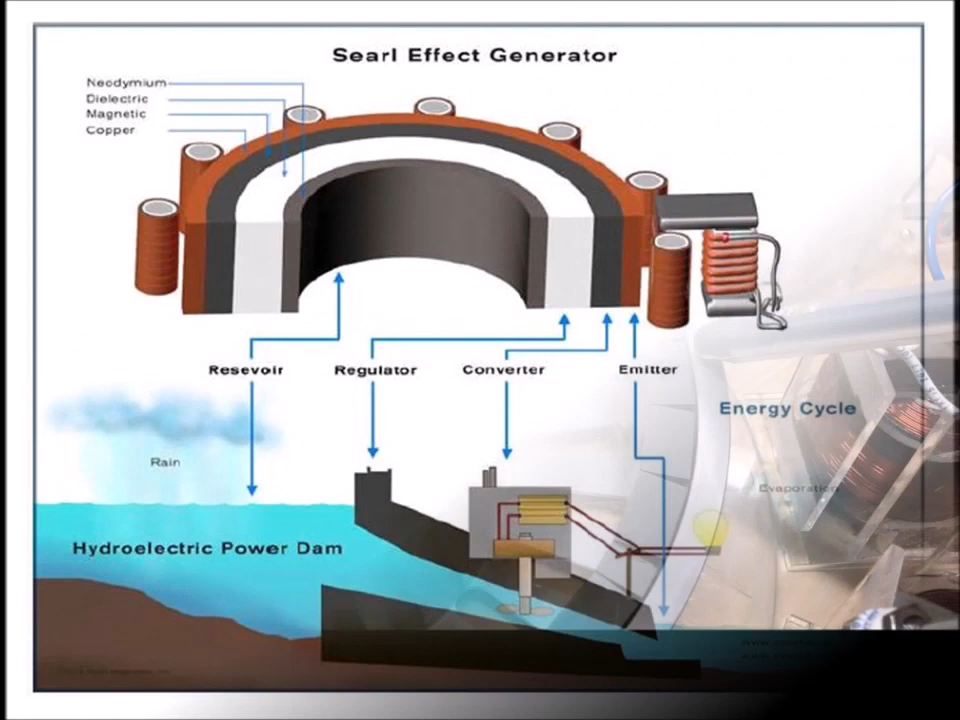 Searl Effect Generator
Neodymium
Dielectric
Magnetic
Copper
Resevoir
Regulator
Converter
Emitter
Energy Cycle
Rain
Evaporation
Hydroelectric Power Dam